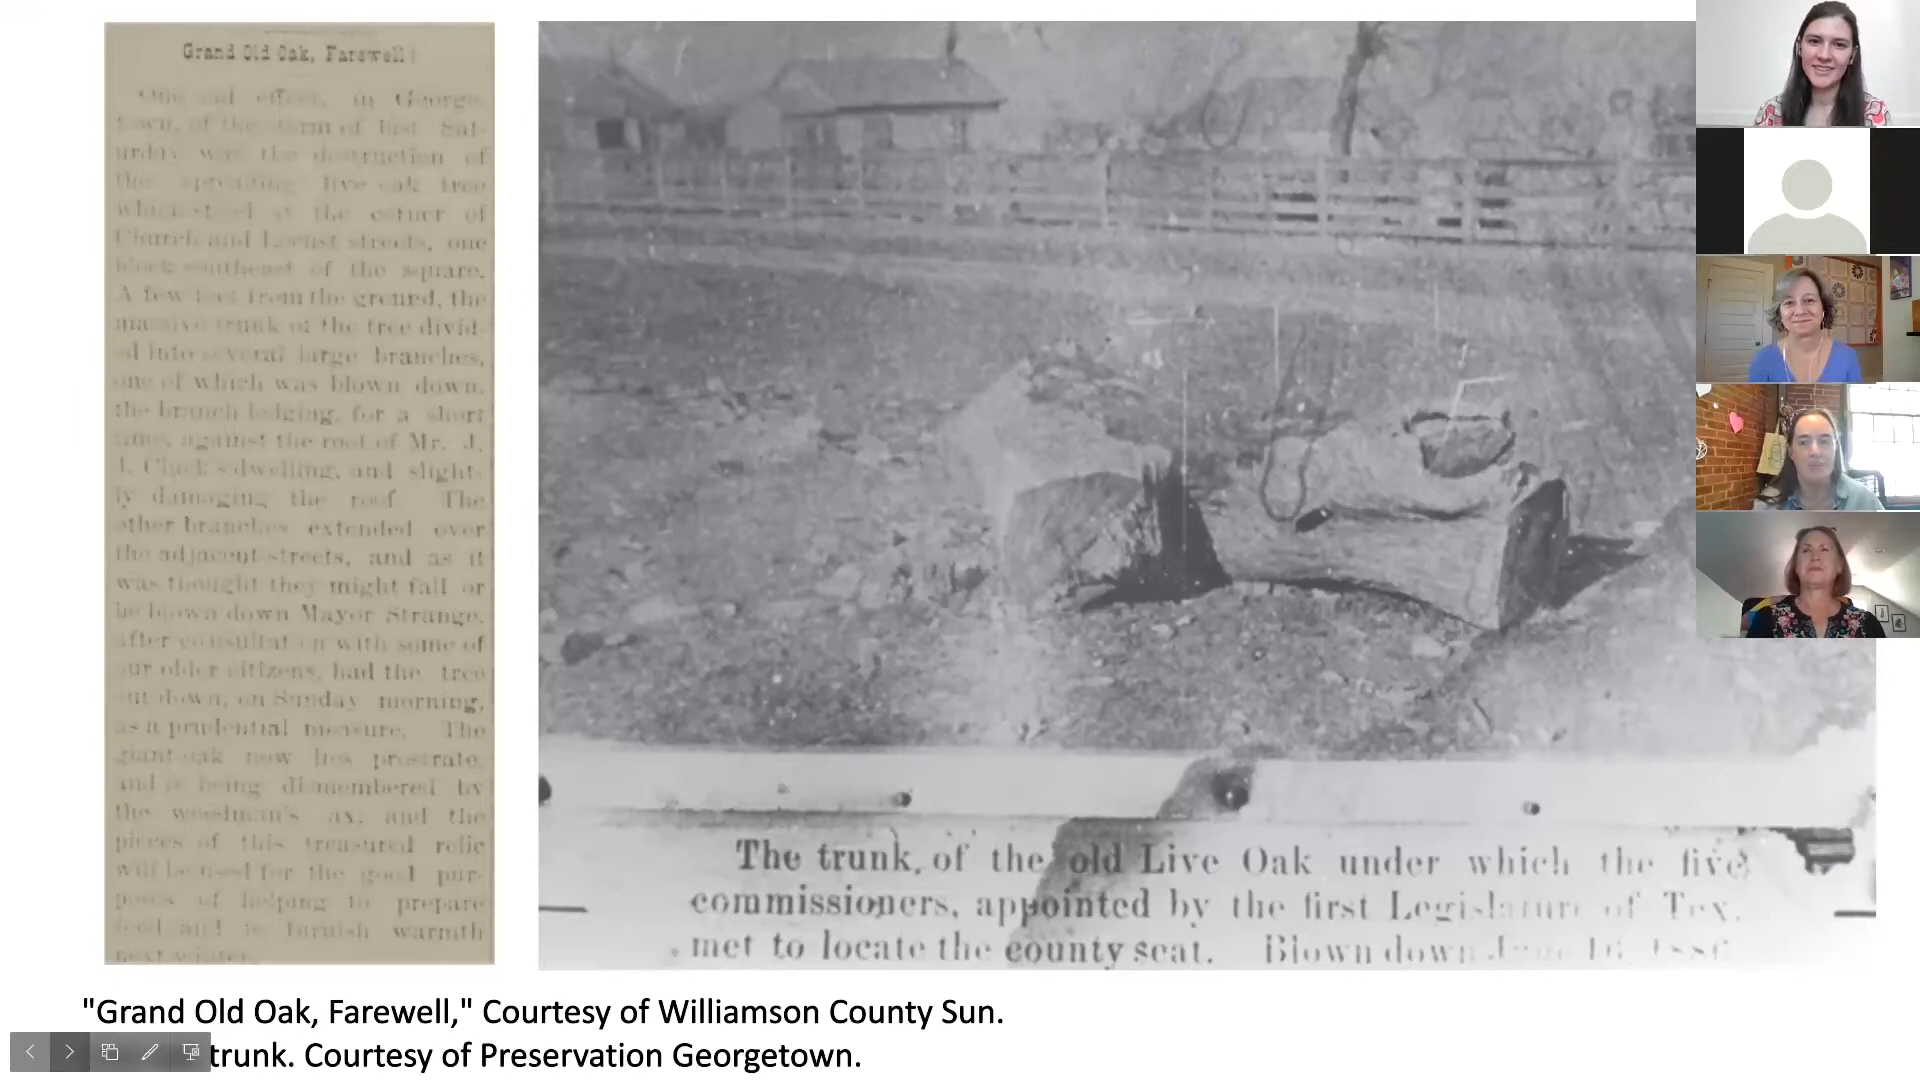 Grand Old Oak, Farewell!
One sad effect, in George-
town, of the storm of last Sat-
urday was the destruction of
the spreading live oak tree
which stood at the corner of
Church and Locust streets, one
block southeast of the square.
A few feet from the ground, the
massive trunk of the tree divid-
ed into several large branches,
one of which was blown down,
the branch lodging, for a short
time, against the roof of Mr. J.
Cluck's dwelling, and slight-
ly damaging the roof. The
other branches extended over
the adjacent streets, and as it
was thought they might fall or
be blown down Mayor Strange,
after consultation with some of
our older citizens, had the tree
cut down, on Sunday morning,
as a prudential measure. The
giant oak now lies prostrate,
and is being dismembered by
the woodman's ax, and the
pieces of this treasured relic
will be used for the good pur-
poses of helping to prepare
food and to furnish warmth
next winter.
The trunk, of the old Live Oak under which the five
commissioners, appointed by the first Legislature of Tex.
met to locate the county seat. Blown down June
"Grand Old Oak, Farewell," Courtesy of Williamson County Sun.
trunk. Courtesy of Preservation Georgetown.